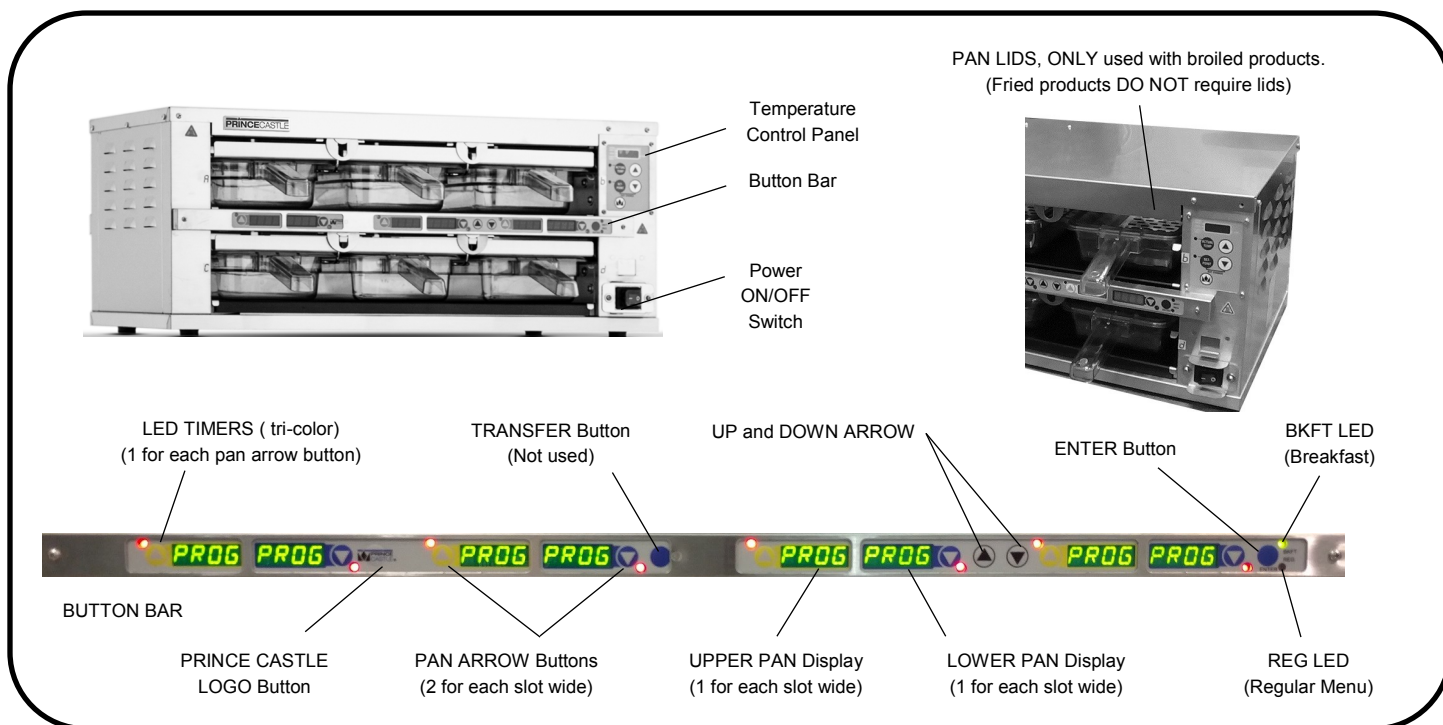 PAN LIDS, ONLY used with broiled products.
(Fried products DO NOT require lids)
PRINCECASTLE
Temperature
Control Panel
Button Bar
Power
ON/OFF
Switch
A
C
LED TIMERS ( tri-color)
(1 for each pan arrow button)
TRANSFER Button
(Not used)
UP and DOWN ARROW
ENTER Button
BKFT LED
(Breakfast)
PROG PROG PRINCE CASTLE PROG PROG PROG PROG PROG PROG ENTER BKFT REG
BUTTON BAR
PRINCE CASTLE
LOGO Button
PAN ARROW Buttons
(2 for each slot wide)
UPPER PAN Display
(1 for each slot wide)
LOWER PAN Display
(1 for each slot wide)
REG LED
(Regular Menu)